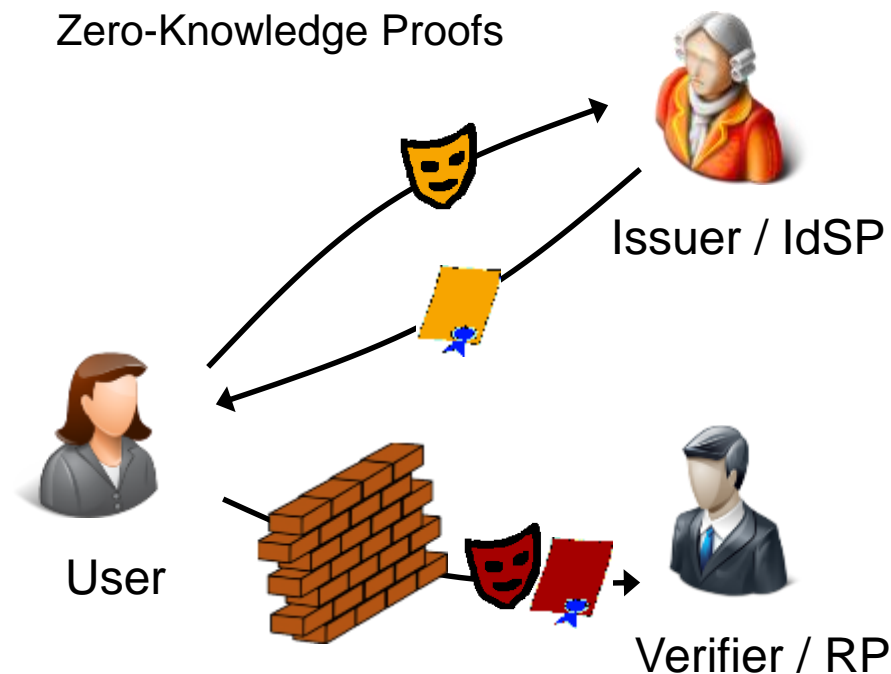 Zero-Knowledge Proofs
Issuer / IdSP
User
Verifier / RP